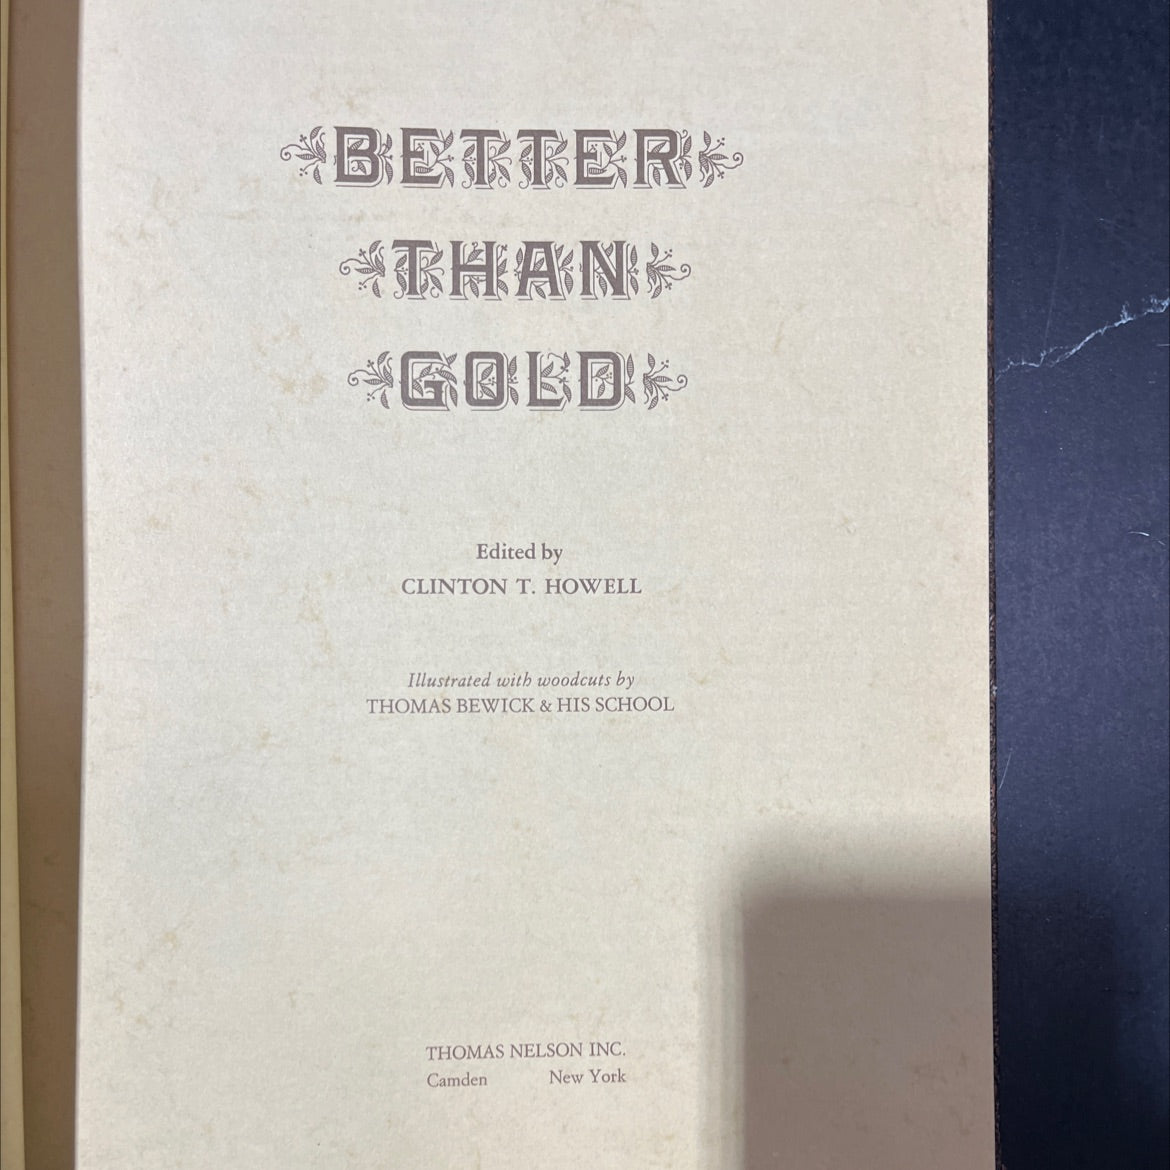 BETTER
THAN
GOLD
Edited by
CLINTON T. HOWELL
Illustrated with woodcuts by
THOMAS BEWICK & HIS SCHOOL
THOMAS NELSON INC.
Camden New York